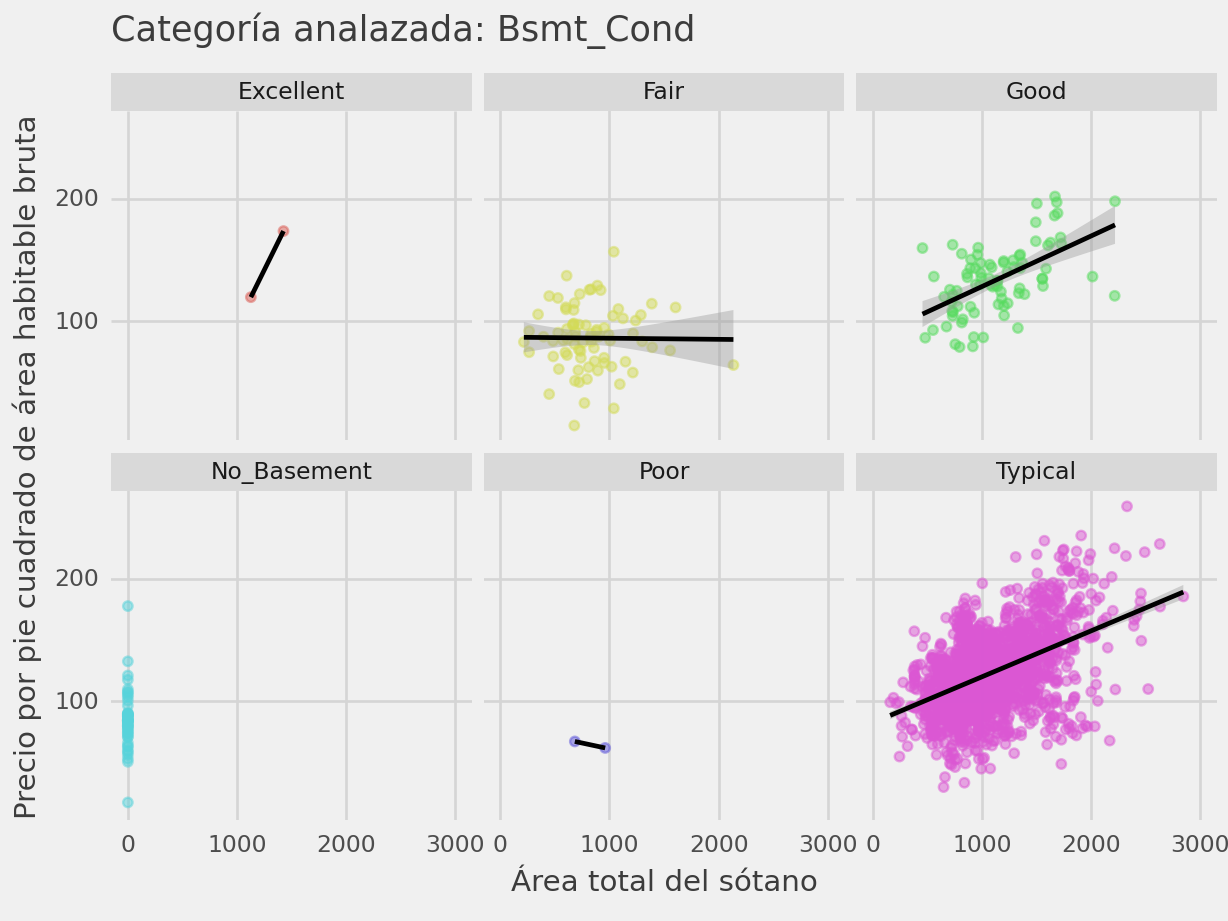 Categoría analazada: Bsmt_Cond
Excellent
Fair
Good
200
100
No_Basement
Poor
Typical
200
100
0 1000 2000 3000 0 1000 2000 3000 0 1000 2000 3000
Área total del sótano
Precio por pie cuadrado de área habitable bruta